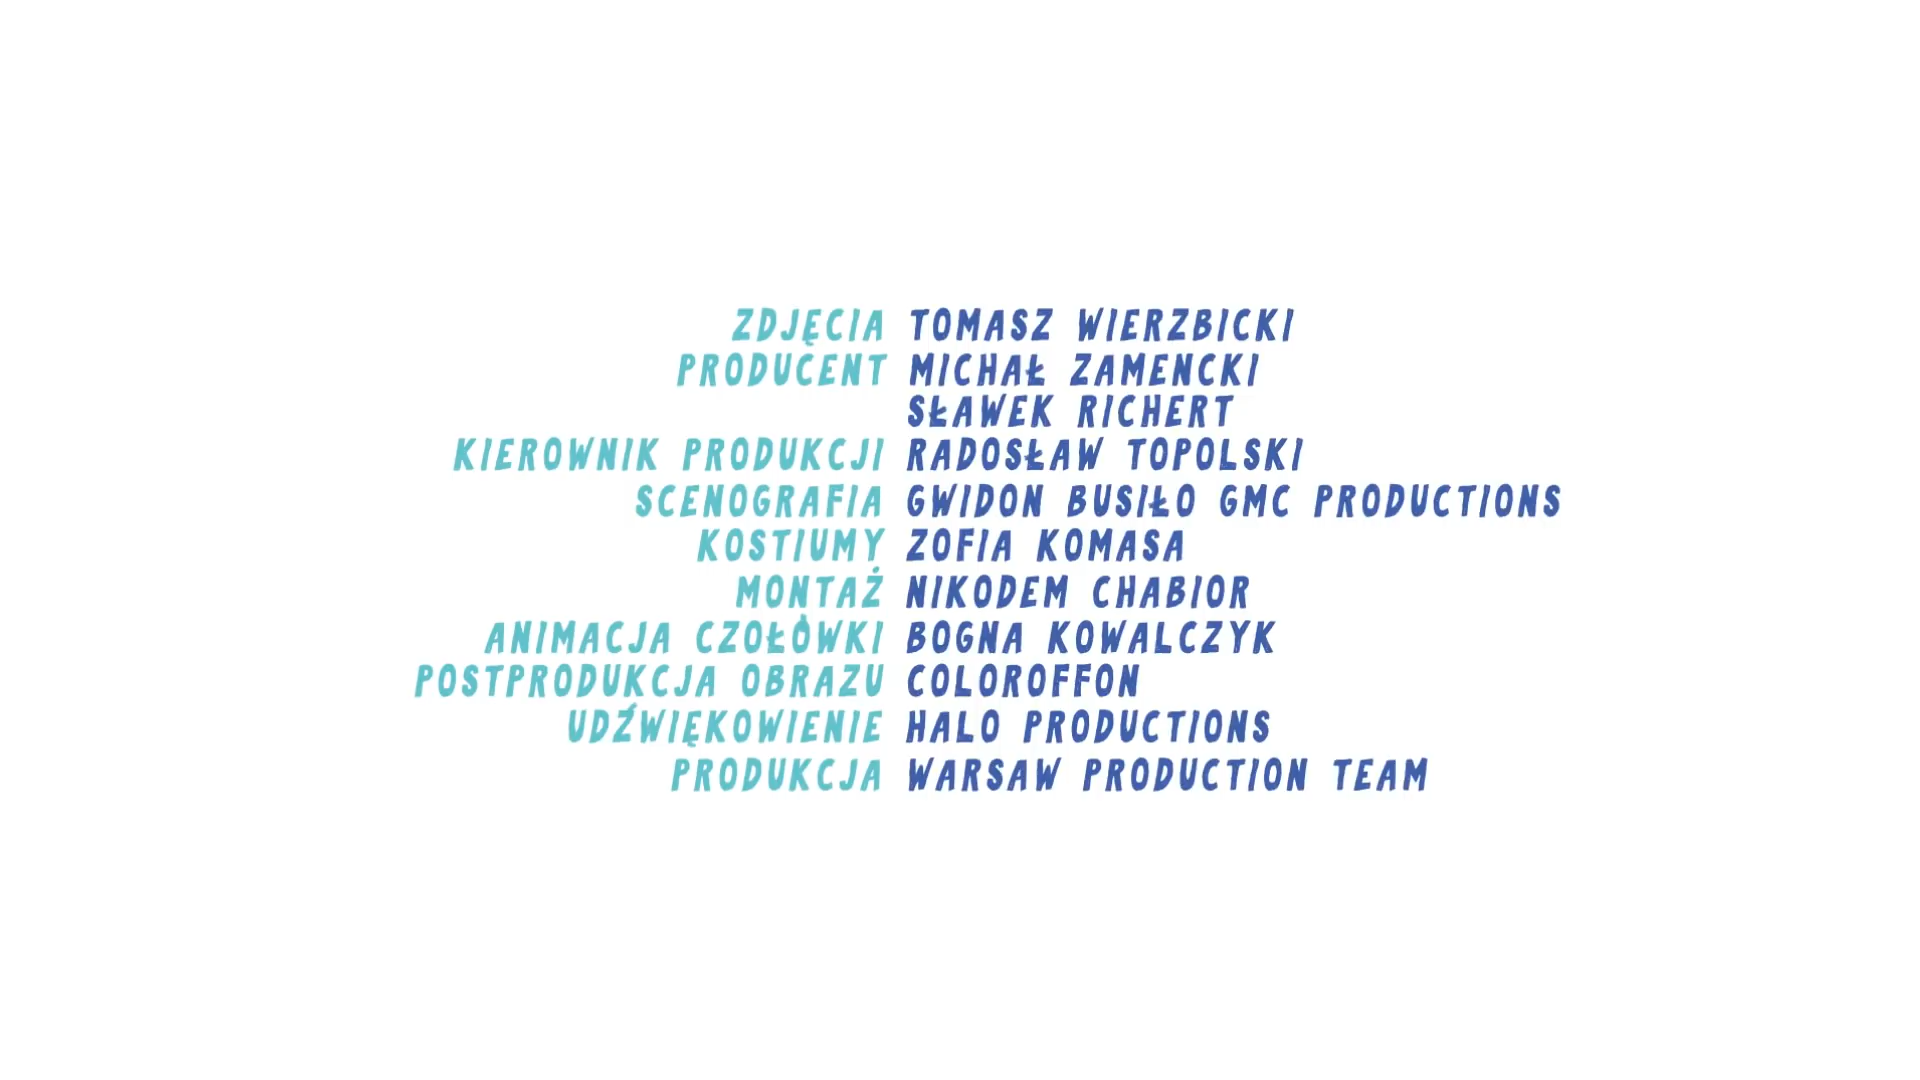 ZDJĘCIA TOMASZ WIERZBICKI
PRODUCENT MICHAŁ ZAMENCKI
SŁAWEK RICHERT
KIEROWNIK PRODUKCJI RADOSŁAW TOPOLSKI
SCENOGRAFIA GWIDON BUSIŁO GMC PRODUCTIONS
KOSTIUMY ZOFIA KOMASA
MONTAŻ NIKODEM CHABIOR
ANIMACJA CZOŁÓWKI BOGNA KOWALCZYK
POSTPRODUKCJA OBRAZU COLOROFFON
UDŹWIĘKOWIENIE HALO PRODUCTIONS
PRODUKCJA WARSAW PRODUCTION TEAM